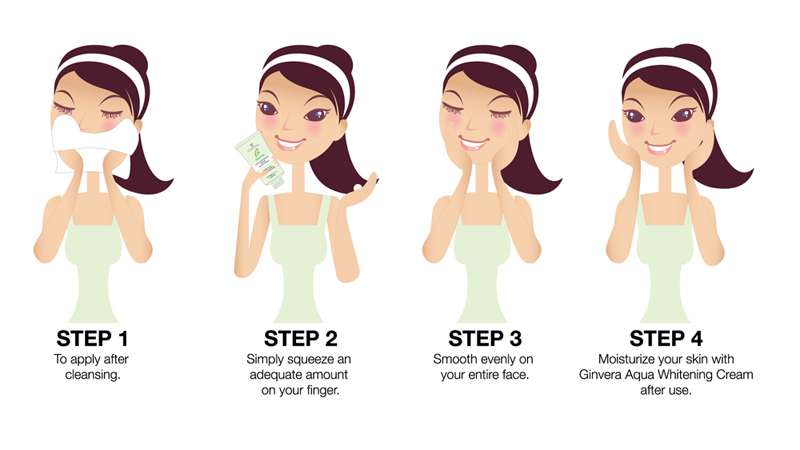 STEP 1
To apply after
cleansing.
STEP 2
Simply squeeze an
adequate amount
on your finger.
STEP 3
Smooth evenly on
your entire face.
STEP 4
Moisturize your skin with
Ginvera Aqua Whitening Cream
after use.